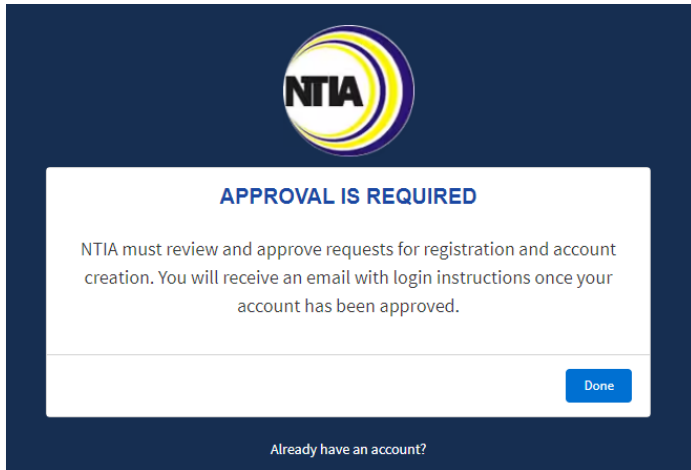 NTIA
APPROVAL IS REQUIRED
NTIA must review and approve requests for registration and account
creation. You will receive an email with login instructions once your
account has been approved.
Done
Already have an account?